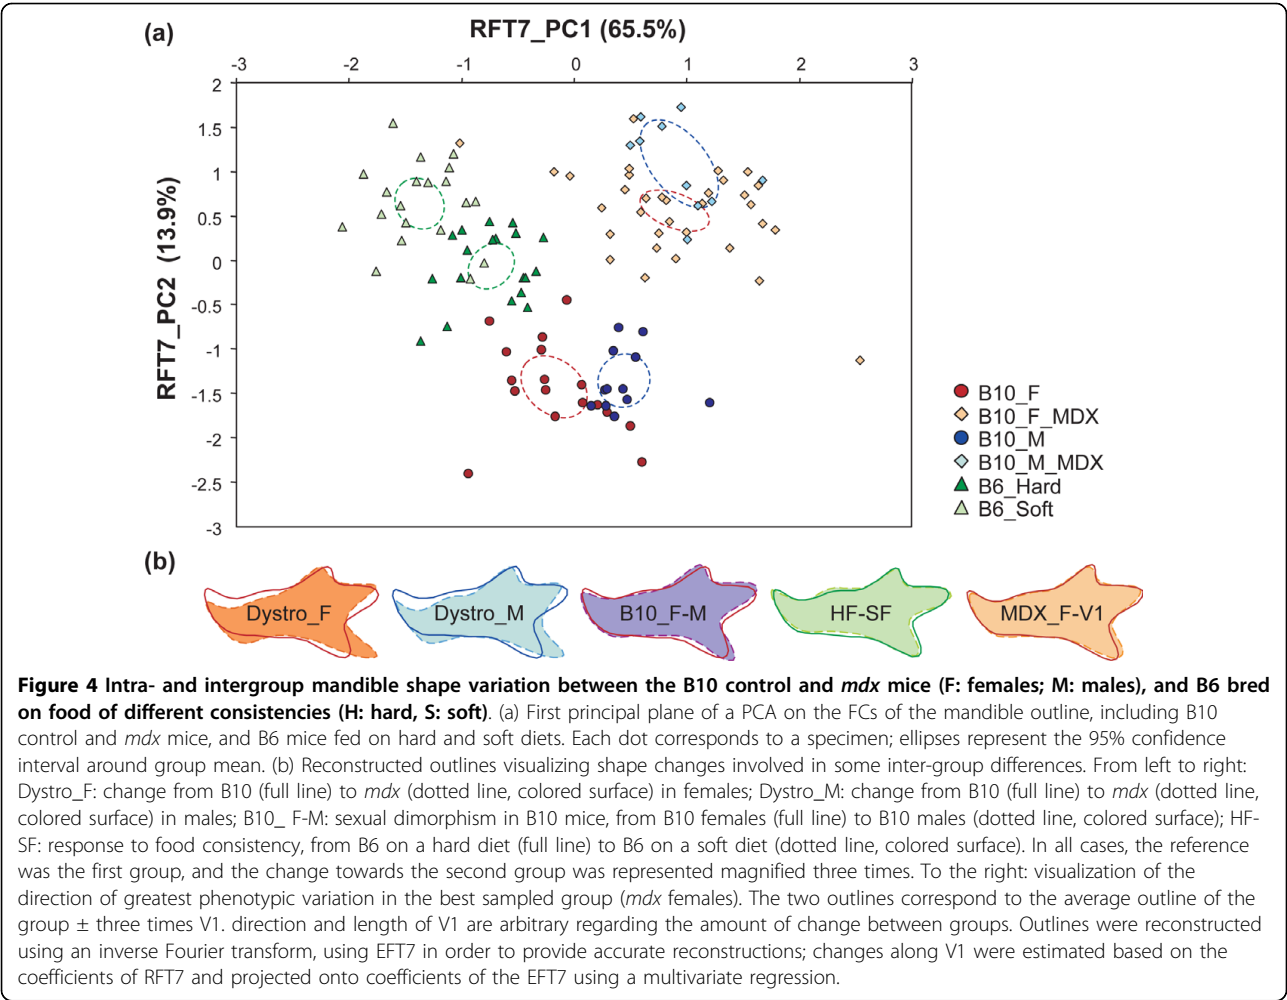 (a)
RFT7_PC1 (65.5%)
-3 -2 -1 0 1 2 3
2
1.5
1
0.5
0
-0.5
-1
-1.5
-2
-2.5
-3
RFT7_PC2 (13.9%)
B10_F
B10_F_MDX
B10_M
B10_M_MDX
B6_Hard
B6_Soft
(b)
Dystro_F Dystro_M B10_F-M HF-SF MDX_F-V1
Figure 4 Intra- and intergroup mandible shape variation between the B10 control and mdx mice (F: females; M: males), and B6 bred
on food of different consistencies (H: hard, S: soft). (a) First principal plane of a PCA on the FCs of the mandible outline, including B10
control and mdx mice, and B6 mice fed on hard and soft diets. Each dot corresponds to a specimen; ellipses represent the 95% confidence
interval around group mean. (b) Reconstructed outlines visualizing shape changes involved in some inter-group differences. From left to right:
Dystro_F: change from B10 (full line) to mdx (dotted line, colored surface) in females; Dystro_M: change from B10 (full line) to mdx (dotted line,
colored surface) in males; B10_ F-M: sexual dimorphism in B10 mice, from B10 females (full line) to B10 males (dotted line, colored surface); HF-
SF: response to food consistency, from B6 on a hard diet (full line) to B6 on a soft diet (dotted line, colored surface). In all cases, the reference
was the first group, and the change towards the second group was represented magnified three times. To the right: visualization of the
direction of greatest phenotypic variation in the best sampled group (mdx females). The two outlines correspond to the average outline of the
group ± three times V1. direction and length of V1 are arbitrary regarding the amount of change between groups. Outlines were reconstructed
using an inverse Fourier transform, using EFT7 in order to provide accurate reconstructions; changes along V1 were estimated based on the
coefficients of RFT7 and projected onto coefficients of the EFT7 using a multivariate regression.